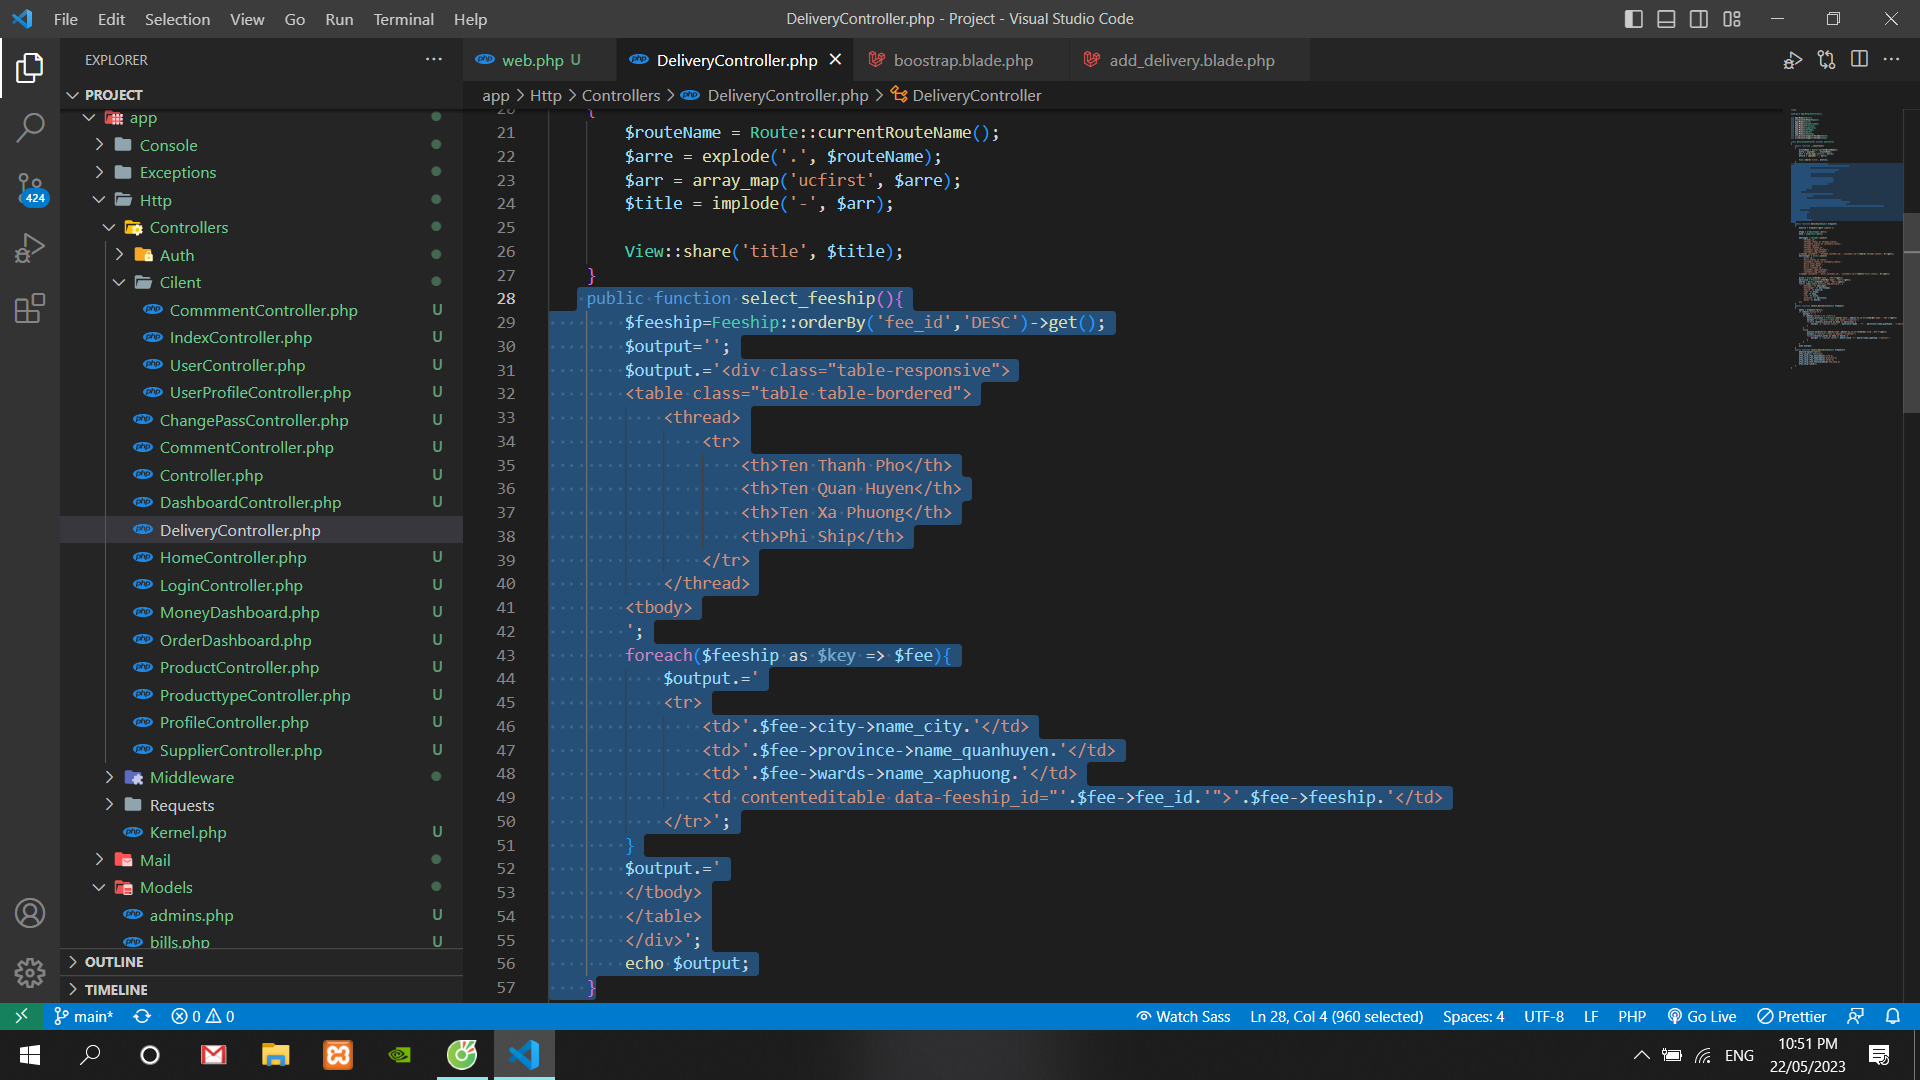 File Edit Selection View Go Run Terminal Help
DeliveryController.php - Project - Visual Studio Code
EXPLORER
web.php U
DeliveryController.php
boostrap.blade.php
add_delivery.blade.php
PROJECT
app > Http > Controllers > DeliveryController.php > DeliveryController
424
app
Console
Exceptions
Http
Controllers
Auth
Cilent
CommmentController.php U
IndexController.php U
UserController.php U
UserProfileController.php U
ChangePassController.php U
CommentController.php U
Controller.php U
DashboardController.php U
DeliveryController.php
HomeController.php U
LoginController.php U
MoneyDashboard.php U
OrderDashboard.php U
ProductController.php U
ProducttypeController.php U
ProfileController.php U
SupplierController.php U
Middleware
Requests
Kernel.php U
Mail
Models
admins.php U
bills.php U
OUTLINE
TIMELINE
20 {
21 $routeName = Route::currentRouteName();
22 $arre = explode('.', $routeName);
23 $arr = array_map('ucfirst', $arre);
24 $title = implode('-', $arr);
25
26 View::share('title', $title);
27 }
28 public function select_feeship(){
29 $feeship=Feeship::orderBy('fee_id','DESC')->get();
30 $output='';
31 $output.='<div class="table-responsive">
32 <table class="table table-bordered">
33 <thread>
34 <tr>
35 <th>Ten Thanh Pho</th>
36 <th>Ten Quan Huyen</th>
37 <th>Ten Xa Phuong</th>
38 <th>Phi Ship</th>
39 </tr>
40 </thread>
41 <tbody>
42 ';
43 foreach($feeship as $key => $fee){
44 $output.='
45 <tr>
46 <td>'.$fee->city->name_city.'</td>
47 <td>'.$fee->province->name_quanhuyen.'</td>
48 <td>'.$fee->wards->name_xaphuong.'</td>
49 <td contenteditable data-feeship_id="'.$fee->fee_id.'">'.$fee->feeship.'</td>
50 </tr>';
51 }
52 $output.='
53 </tbody>
54 </table>
55 </div>';
56 echo $output;
57 }
main* 0 0
Watch Sass Ln 28, Col 4 (960 selected) Spaces: 4 UTF-8 LF PHP Go Live Prettier
ENG
10:51 PM
22/05/2023